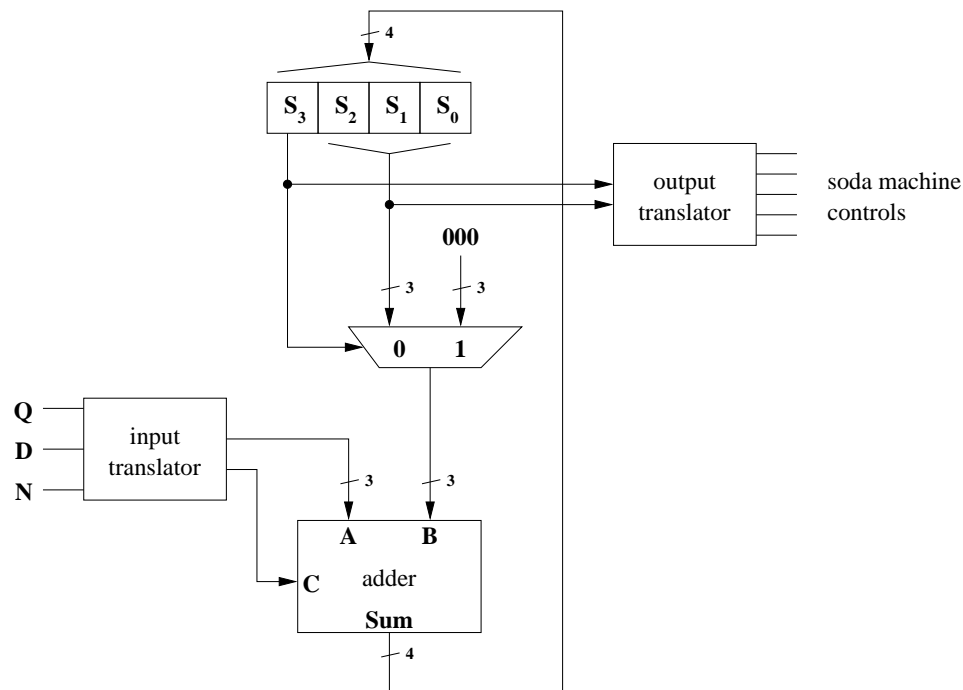 4
S3 S2 S1 S0
output
translator
soda machine
controls
000
3 3
0 1
Q
D
N
input
translator
3 3
A B
C adder
Sum
4